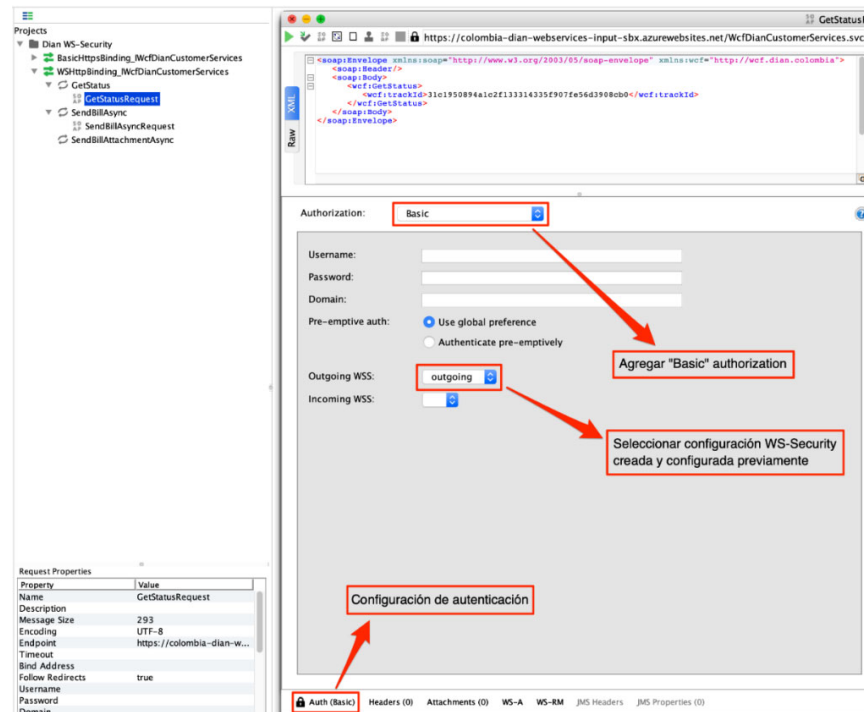 Projects
Dian WS-Security
BasicHttpsBinding_IWcfDianCustomerServices
WSHttpBinding_IWcfDianCustomerServices
GetStatus
GetStatusRequest
SendBillAsync
SendBillAsyncRequest
SendBillAttachmentAsync
Request Properties
Property Value
Name GetStatusRequest
Description
Message Size 293
Encoding UTF-8
Endpoint https://colombia-dian-w...
Timeout
Bind Address
Follow Redirects true
Username
Password
Domain
GetStatusR
https://colombia-dian-webservices-input-sbx.azurewebsites.net/WcfDianCustomerServices.svc
XML
Raw
<soap:Envelope xmlns:soap="http://www.w3.org/2003/05/soap-envelope" xmlns:wcf="http://wcf.dian.colombia">
<soap:Header/>
<soap:Body>
<wcf:GetStatus>
<wcf:trackId>31c1950894a1c2f133314335f907fe56d3908cb0</wcf:trackId>
</wcf:GetStatus>
</soap:Body>
</soap:Envelope>
Authorization: Basic
Username:
Password:
Domain:
Pre-emptive auth: Use global preference
Authenticate pre-emptively
Outgoing WSS: outgoing
Incoming WSS:
Agregar "Basic" authorization
Seleccionar configuración WS-Security
creada y configurada previamente
Configuración de autenticación
Auth (Basic) Headers (0) Attachments (0) WS-A WS-RM JMS Headers JMS Properties (0)